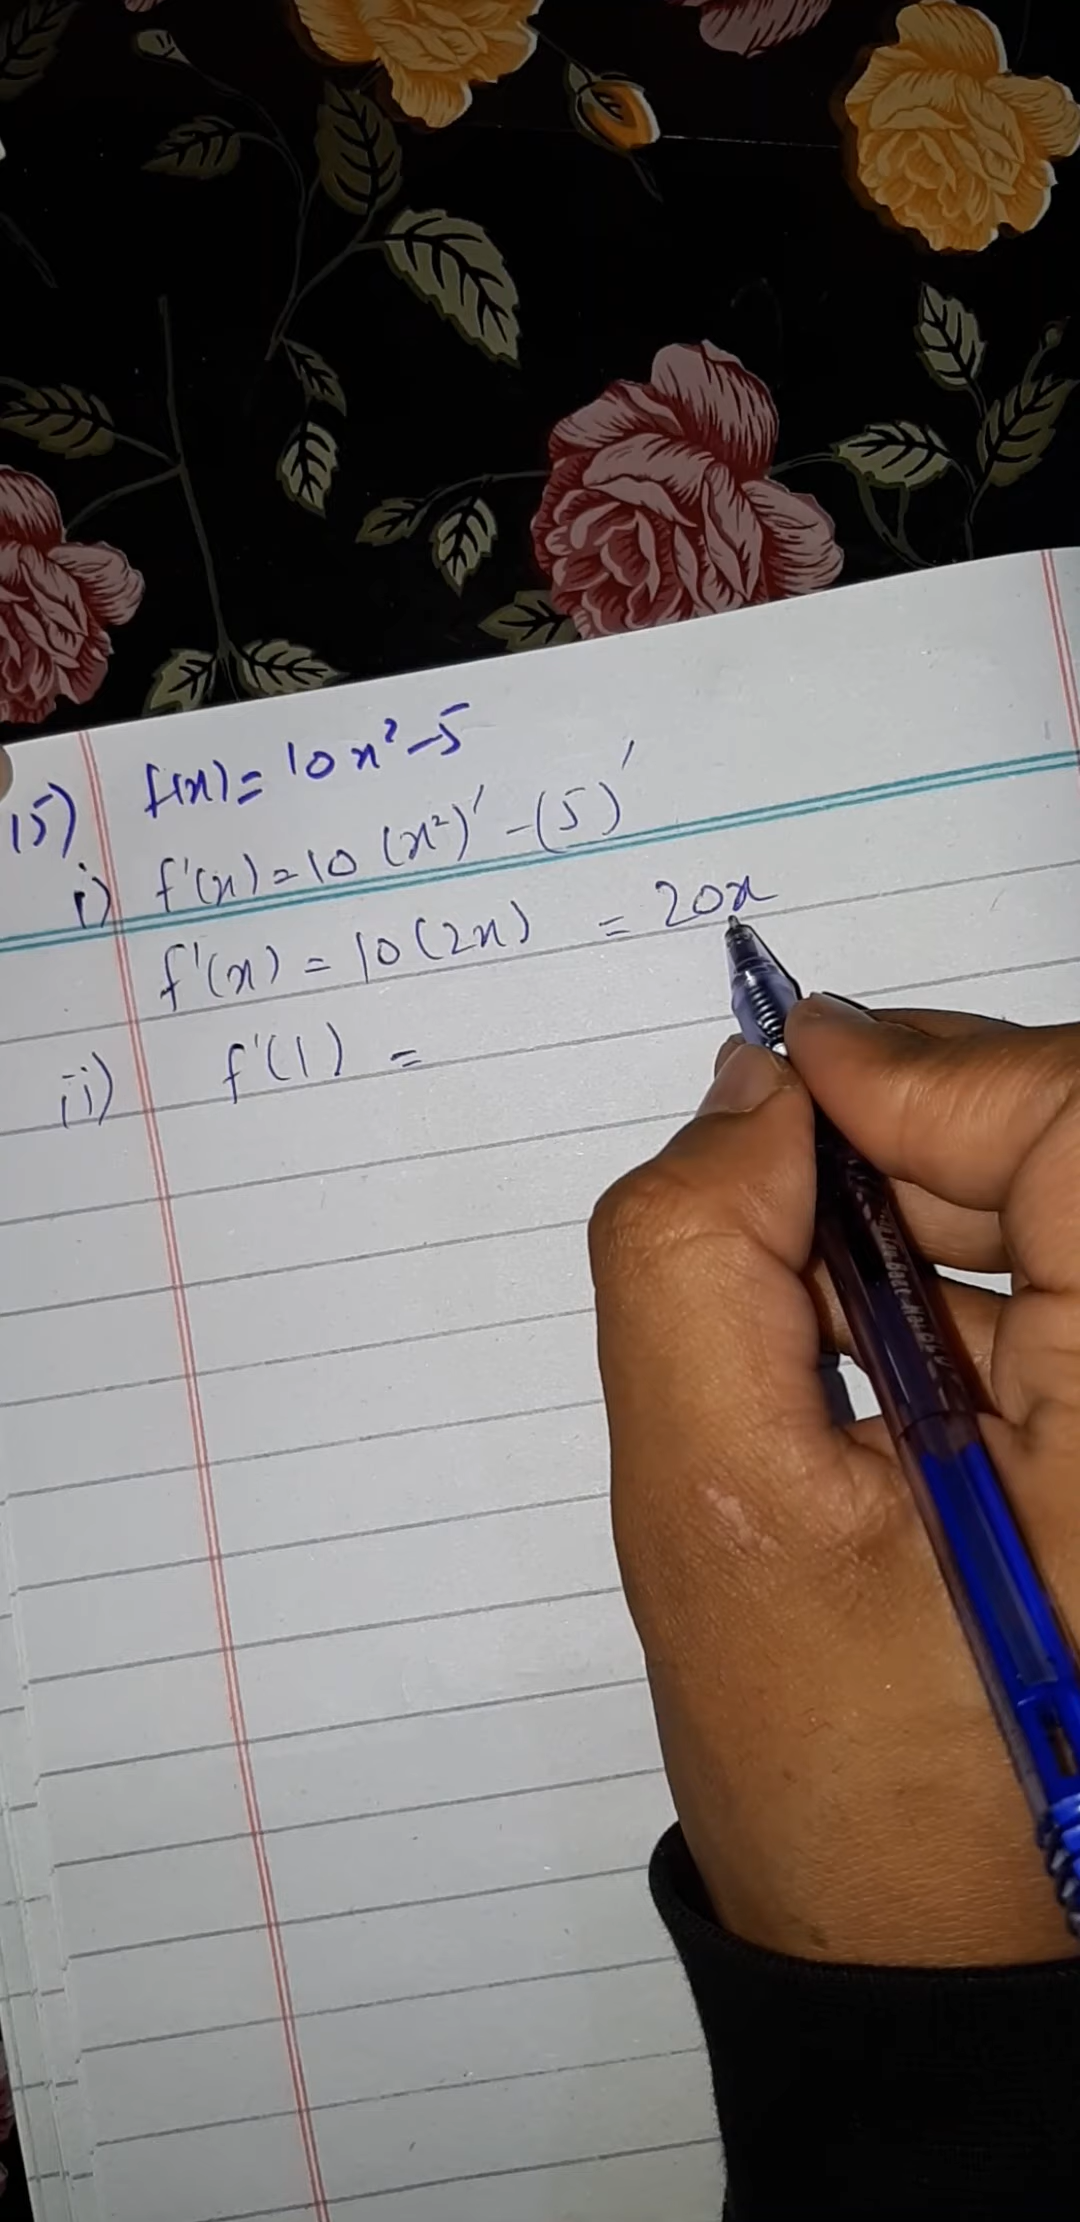 15) f(x) = 10x² - 5
i) f'(x) = 10 (x²)' - (5)'
f'(x) = 10 (2x) = 20x
ii) f'(1) =